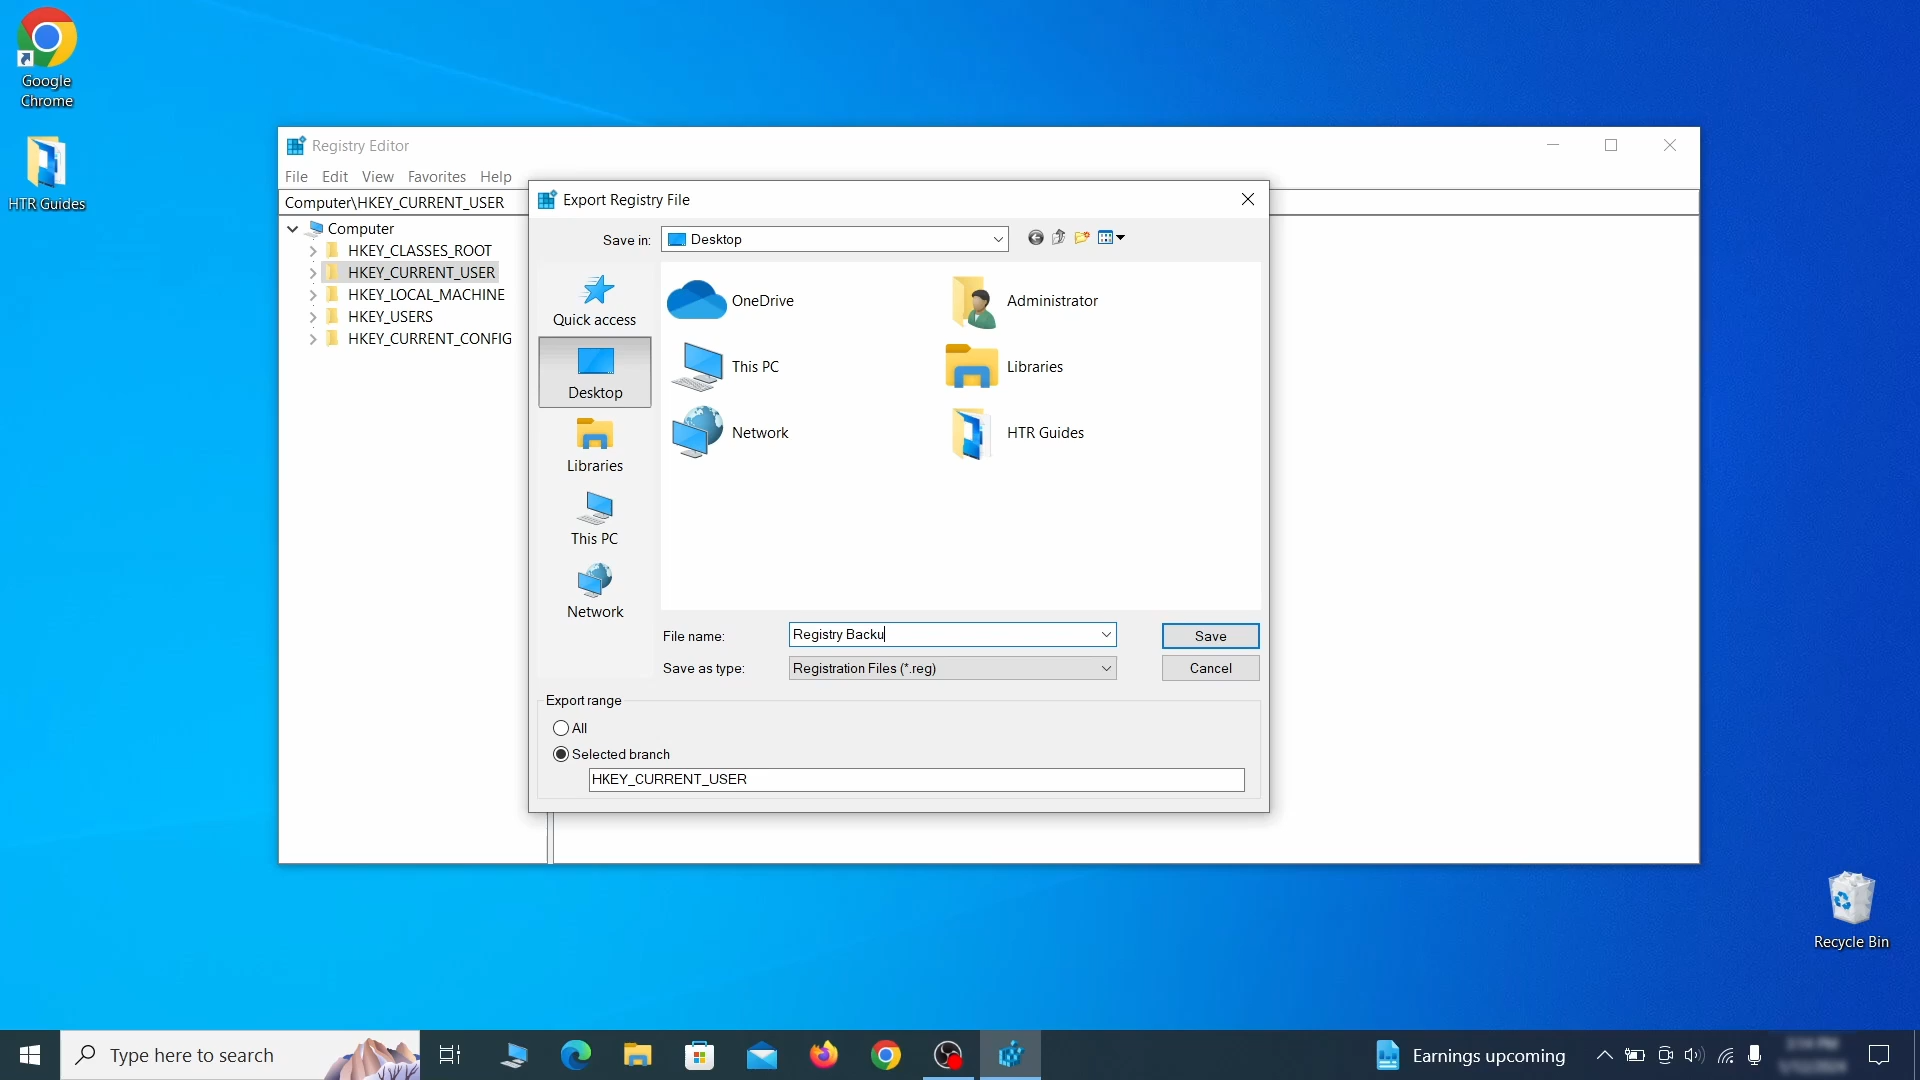 Google
Chrome
HTR Guides
Registry Editor
File Edit View Favorites Help
Computer\HKEY_CURRENT_USER
Computer
HKEY_CLASSES_ROOT
HKEY_CURRENT_USER
HKEY_LOCAL_MACHINE
HKEY_USERS
HKEY_CURRENT_CONFIG
Export Registry File
Save in:
Desktop
Quick access
Desktop
Libraries
This PC
Network
OneDrive
Administrator
This PC
Libraries
Network
HTR Guides
File name:
Registry Backu
Save
Save as type:
Registration Files (*.reg)
Cancel
Export range
All
Selected branch
HKEY_CURRENT_USER
Recycle Bin
Type here to search
Earnings upcoming